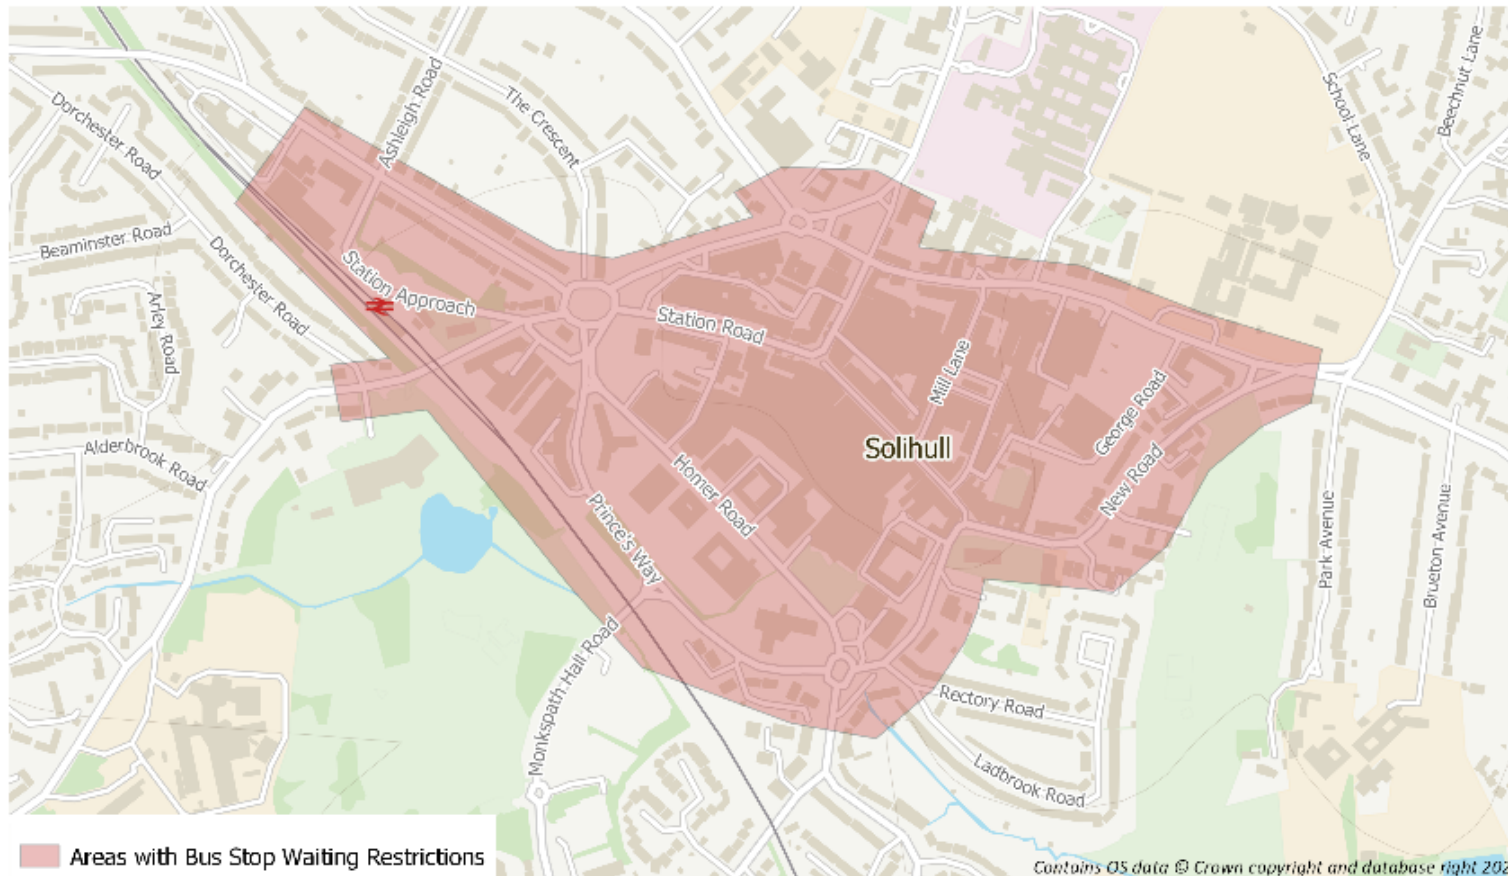 Ashleigh Road
The Crescent
School Lane
Beechnut Lane
Dorchester Road
Beaminster Road
Dorchester Road
Station Approach
Arley Road
Station Road
Mill Lane
George Road
Solihull
Alderbrook Road
Homer Road
New Road
Prince's Way
Park Avenue
Brueton Avenue
Monkspath Hall Road
Rectory Road
Ladbrook Road
Areas with Bus Stop Waiting Restrictions
Contains OS data © Crown copyright and database right 202